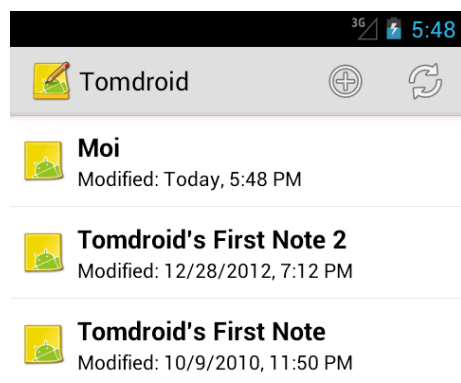 3G 5:48
Tomdroid
Moi
Modified: Today, 5:48 PM
Tomdroid's First Note 2
Modified: 12/28/2012, 7:12 PM
Tomdroid's First Note
Modified: 10/9/2010, 11:50 PM